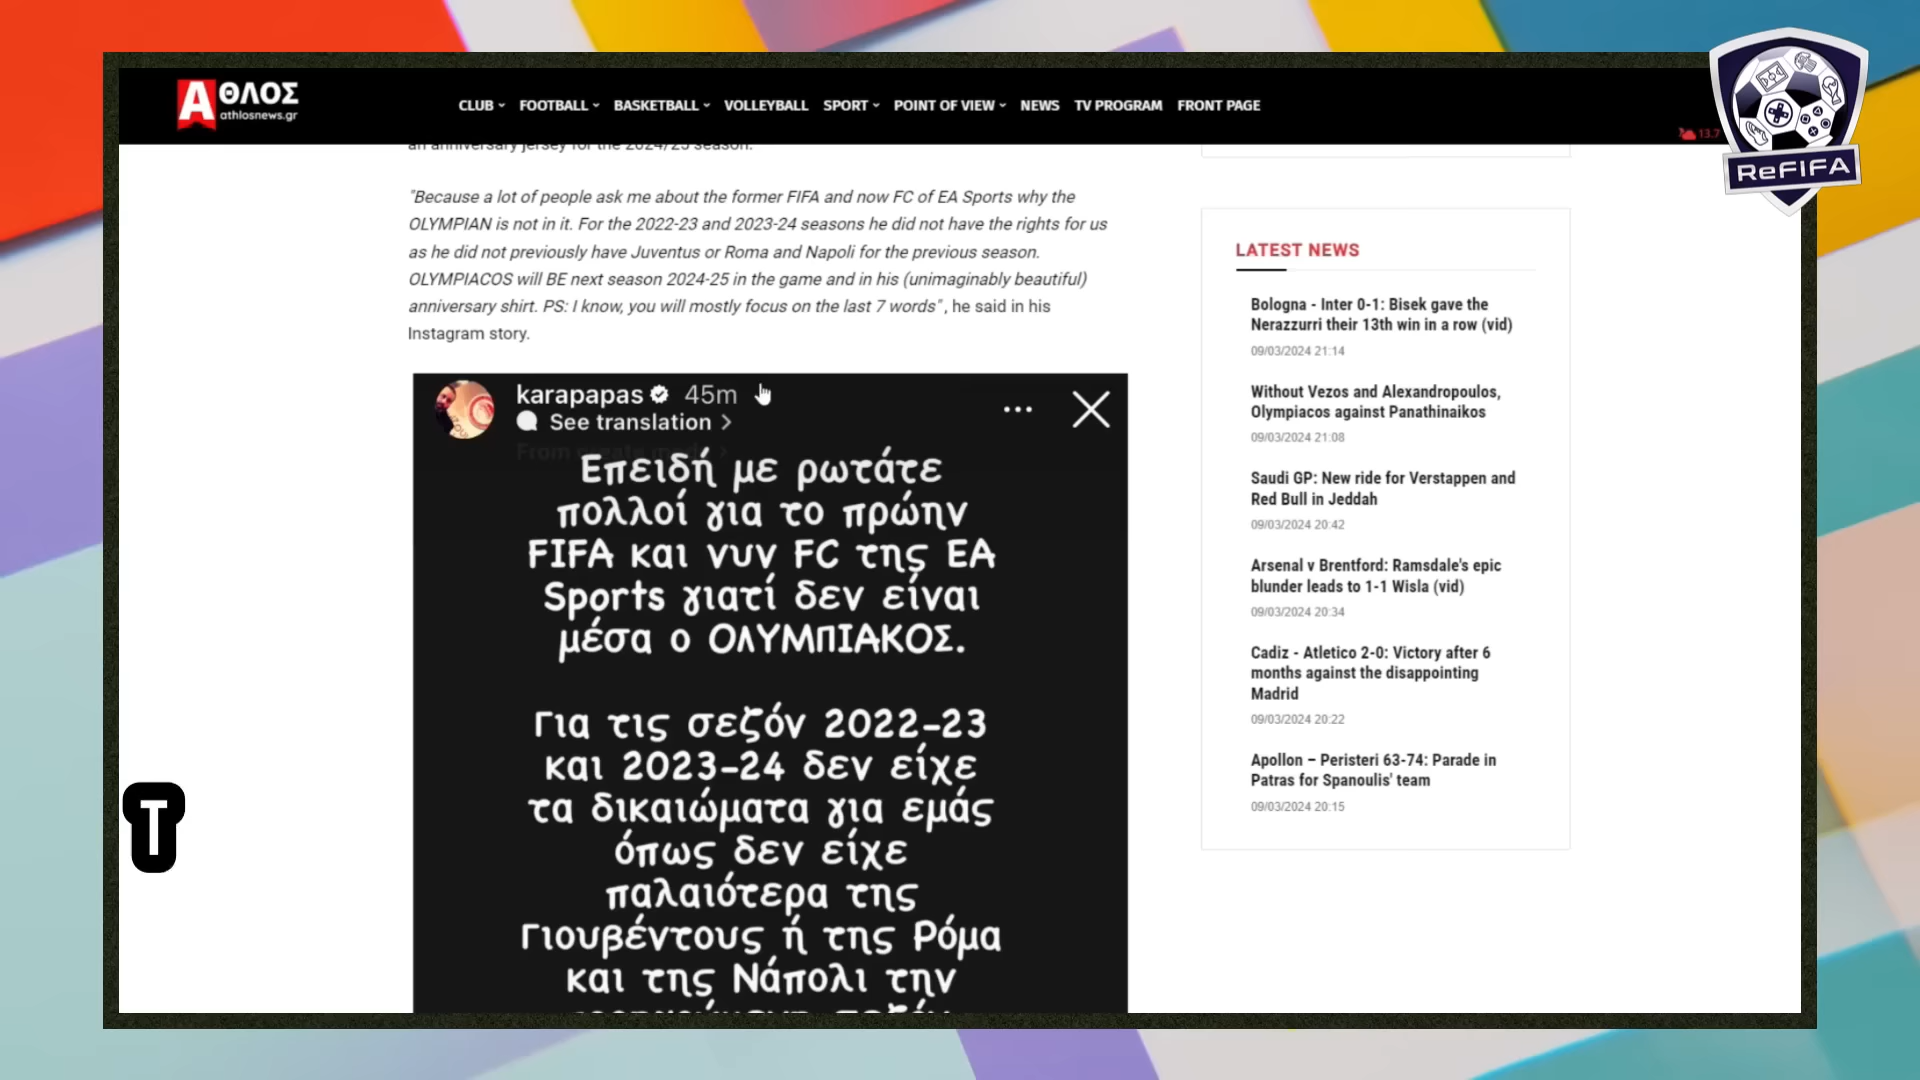 ΑΘΛΟΣ
athlosnews.gr
CLUB FOOTBALL BASKETBALL VOLLEYBALL SPORT POINT OF VIEW NEWS TV PROGRAM FRONT PAGE
13.7
ReFIFA
an anniversary jersey for the 2024/25 season.
"Because a lot of people ask me about the former FIFA and now FC of EA Sports why the
OLYMPIAN is not in it. For the 2022-23 and 2023-24 seasons he did not have the rights for us
as he did not previously have Juventus or Roma and Napoli for the previous season.
OLYMPIACOS will BE next season 2024-25 in the game and in his (unimaginably beautiful)
anniversary shirt. PS: I know, you will mostly focus on the last 7 words" , he said in his
Instagram story.
karapapas 45m
See translation >
From create mode >
Επειδή με ρωτάτε
πολλοί για το πρώην
FIFA και νυν FC της EA
Sports γιατί δεν είναι
μέσα ο ΟΛΥΜΠΙΑΚΟΣ.
Για τις σεζόν 2022-23
και 2023-24 δεν είχε
τα δικαιώματα για εμάς
όπως δεν είχε
παλαιότερα της
Γιουβέντους ή της Ρόμα
και της Νάπολι την
T
LATEST NEWS
Bologna - Inter 0-1: Bisek gave the
Nerazzurri their 13th win in a row (vid)
09/03/2024 21:14
Without Vezos and Alexandropoulos,
Olympiacos against Panathinaikos
09/03/2024 21:08
Saudi GP: New ride for Verstappen and
Red Bull in Jeddah
09/03/2024 20:42
Arsenal v Brentford: Ramsdale's epic
blunder leads to 1-1 Wisla (vid)
09/03/2024 20:34
Cadiz - Atletico 2-0: Victory after 6
months against the disappointing
Madrid
09/03/2024 20:22
Apollon – Peristeri 63-74: Parade in
Patras for Spanoulis' team
09/03/2024 20:15